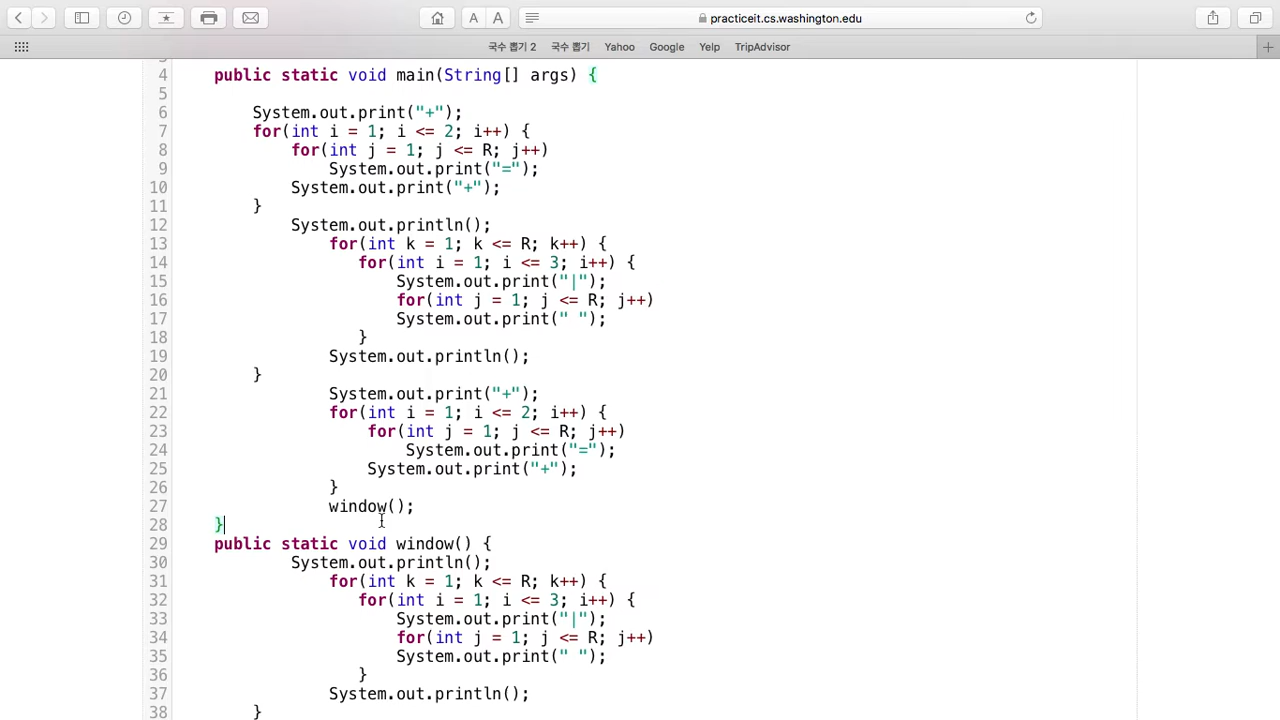 A A practiceit.cs.washington.edu
국수 뽑기 2 국수 뽑기 Yahoo Google Yelp TripAdvisor
4 public static void main(String[] args) {
5
6 System.out.print("+");
7 for(int i = 1; i <= 2; i++) {
8 for(int j = 1; j <= R; j++)
9 System.out.print("=");
10 System.out.print("+");
11 }
12 System.out.println();
13 for(int k = 1; k <= R; k++) {
14 for(int i = 1; i <= 3; i++) {
15 System.out.print("|");
16 for(int j = 1; j <= R; j++)
17 System.out.print(" ");
18 }
19 System.out.println();
20 }
21 System.out.print("+");
22 for(int i = 1; i <= 2; i++) {
23 for(int j = 1; j <= R; j++)
24 System.out.print("=");
25 System.out.print("+");
26 }
27 window();
28 }
29 public static void window() {
30 System.out.println();
31 for(int k = 1; k <= R; k++) {
32 for(int i = 1; i <= 3; i++) {
33 System.out.print("|");
34 for(int j = 1; j <= R; j++)
35 System.out.print(" ");
36 }
37 System.out.println();
38 }